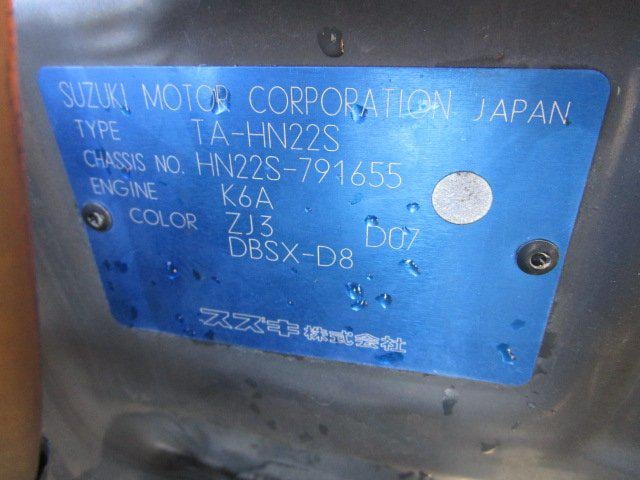 SUZUKI MOTOR CORPORATION JAPAN
TYPE TA-HN22S
CHASSIS NO. HN22S-791655
ENGINE K6A
COLOR ZJ3 D07
DBSX-D8
スズキ株式会社